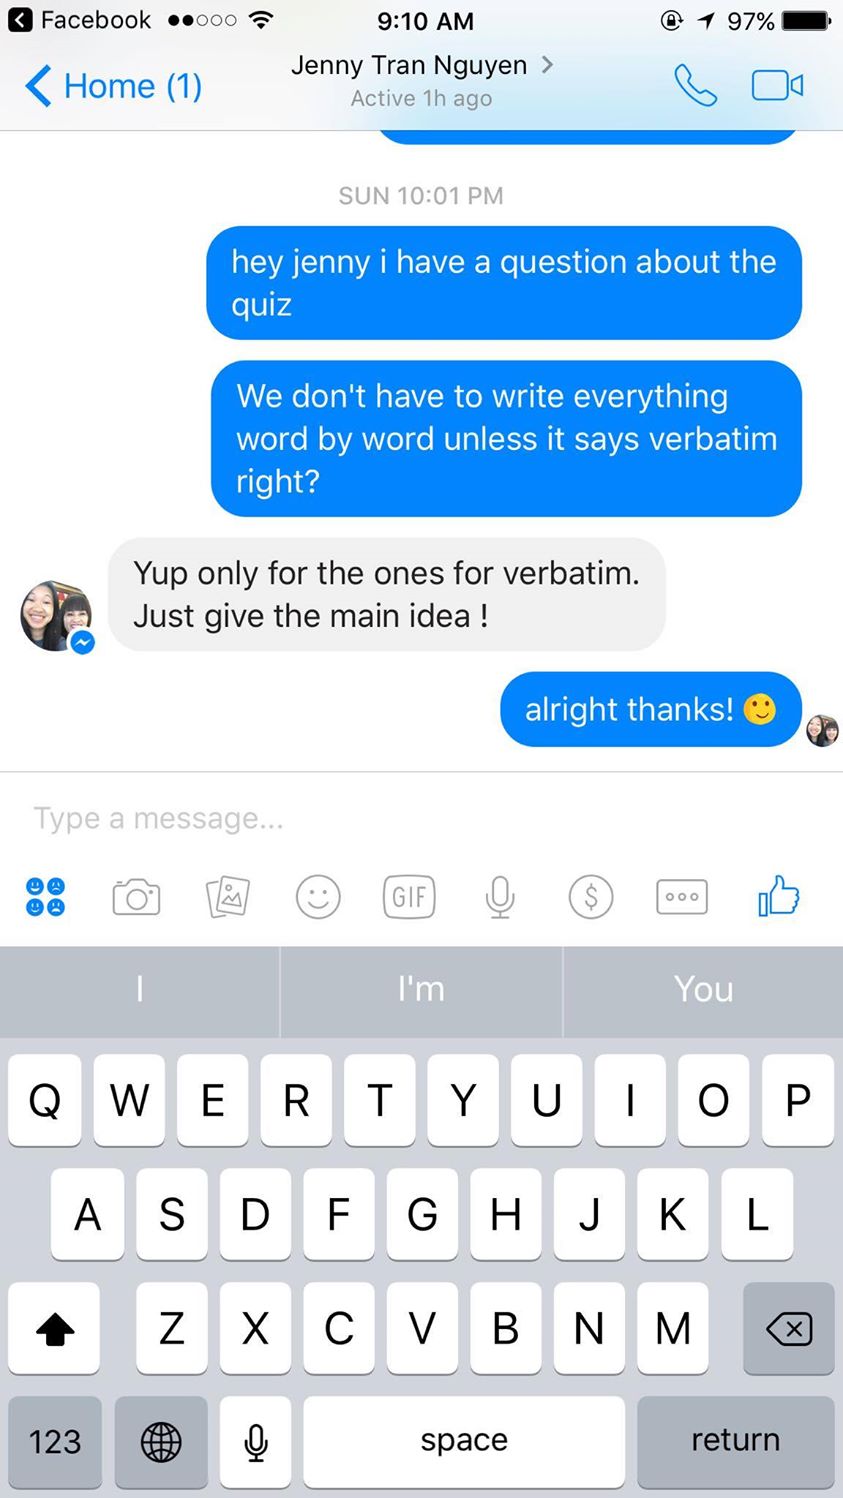 Facebook 9:10 AM 97%
Home (1) Jenny Tran Nguyen
Active 1h ago
SUN 10:01 PM
hey jenny i have a question about the
quiz
We don't have to write everything
word by word unless it says verbatim
right?
Yup only for the ones for verbatim.
Just give the main idea !
alright thanks! 🙂
Type a message...
GIF $
I I'm You
Q W E R T Y U I O P
A S D F G H J K L
Z X C V B N M
123 space return